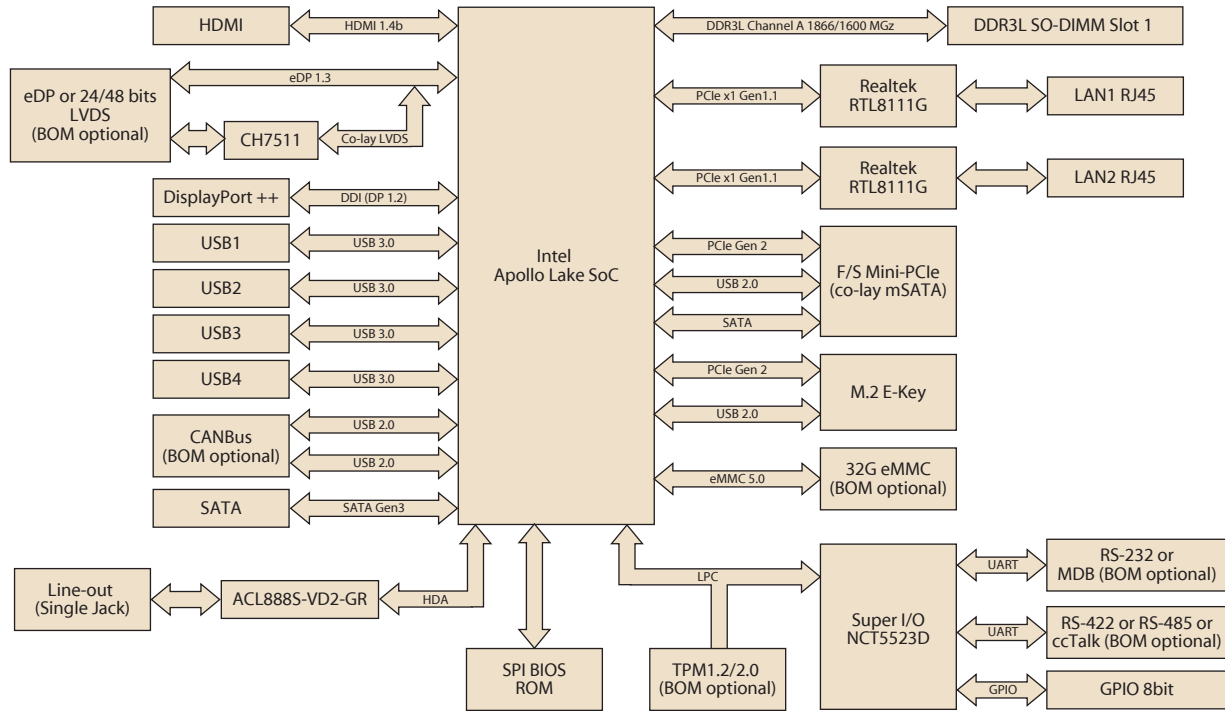 HDMI
HDMI 1.4b
DDR3L Channel A 1866/1600 MGz
DDR3L SO-DIMM Slot 1
eDP or 24/48 bits
LVDS
(BOM optional)
eDP 1.3
CH7511
Co-lay LVDS
PCIe x1 Gen1.1
Realtek
RTL8111G
LAN1 RJ45
PCIe x1 Gen1.1
Realtek
RTL8111G
LAN2 RJ45
DisplayPort ++
DDI (DP 1.2)
USB1
USB 3.0
USB2
USB 3.0
USB3
USB 3.0
USB4
USB 3.0
CANBus
(BOM optional)
USB 2.0
USB 2.0
SATA
SATA Gen3
Intel
Apollo Lake SoC
PCIe Gen 2
USB 2.0
SATA
F/S Mini-PCIe
(co-lay mSATA)
PCIe Gen 2
USB 2.0
M.2 E-Key
eMMC 5.0
32G eMMC
(BOM optional)
Line-out
(Single Jack)
ACL888S-VD2-GR
HDA
SPI BIOS
ROM
LPC
TPM1.2/2.0
(BOM optional)
Super I/O
NCT5523D
UART
RS-232 or
MDB (BOM optional)
UART
RS-422 or RS-485 or
ccTalk (BOM optional)
GPIO
GPIO 8bit